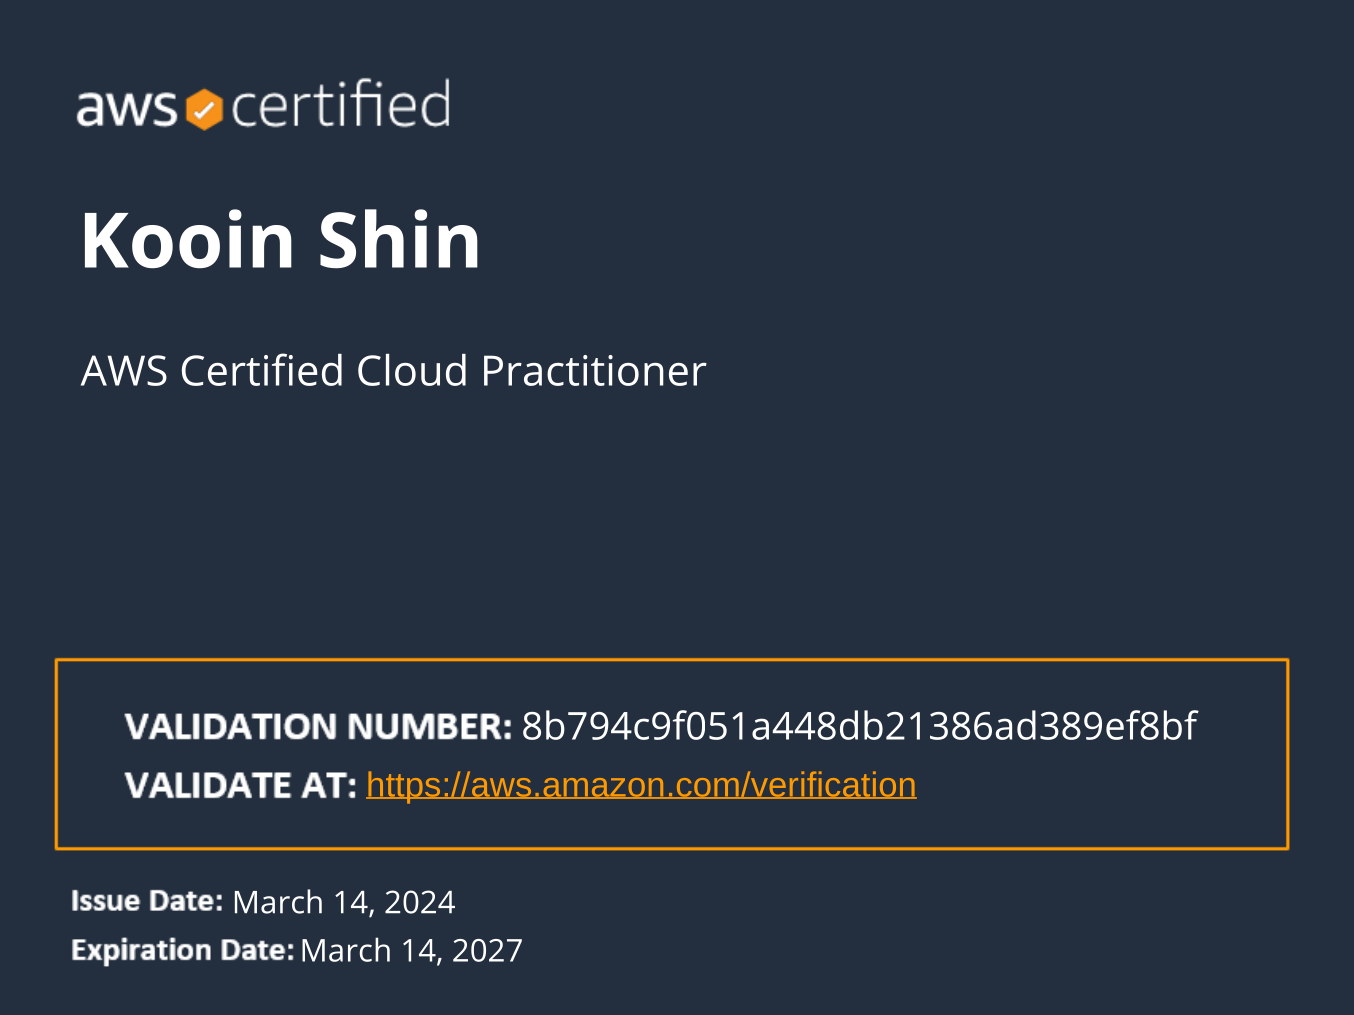 aws certified
Kooin Shin
AWS Certified Cloud Practitioner
VALIDATION NUMBER: 8b794c9f051a448db21386ad389ef8bf
VALIDATE AT: https://aws.amazon.com/verification
Issue Date: March 14, 2024
Expiration Date: March 14, 2027